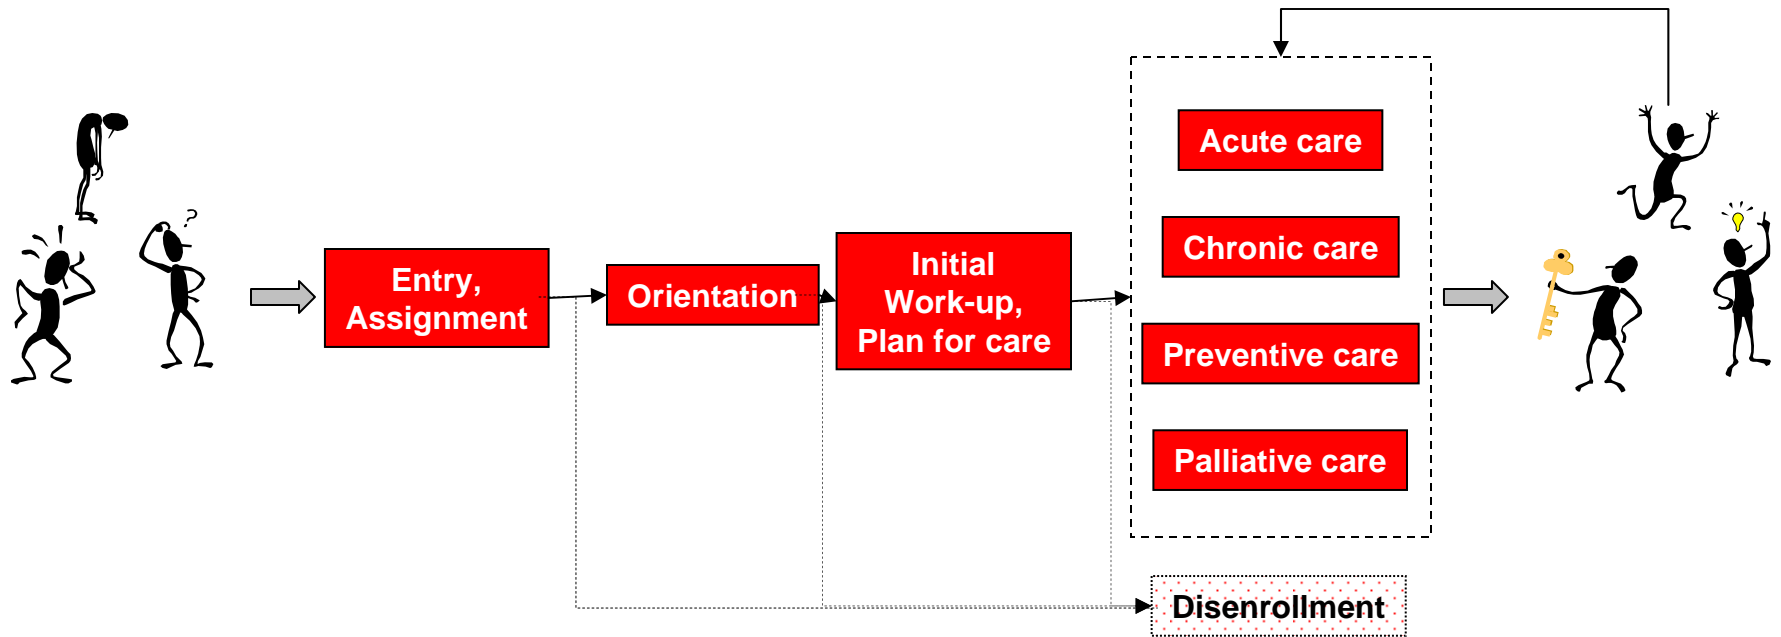 ?
Entry,
Assignment
Orientation
Initial
Work-up,
Plan for care
Acute care
Chronic care
Preventive care
Palliative care
Disenrollment